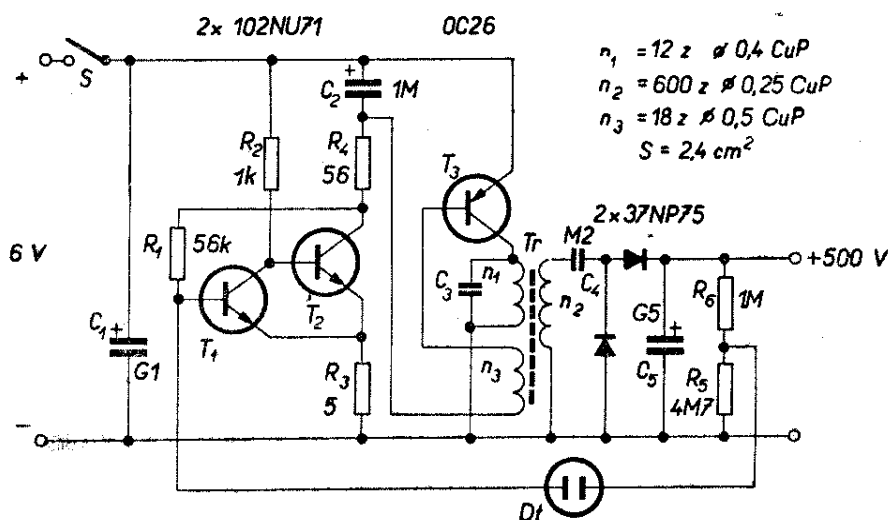 2x 102NU71
OC26
n1 = 12 z ø 0,4 CuP
n2 = 600 z ø 0,25 CuP
n3 = 18 z ø 0,5 CuP
S = 2,4 cm²
+
S
C2
1M
R2
1k
R4
56
T3
2x37NP75
R1
56k
6 V
Tr
M2
+500 V
C3
n1
n2
C4
R6
1M
T1
T2
C1
+
G1
G5
+
C5
R3
5
n3
R5
4M7
+
–
Dt